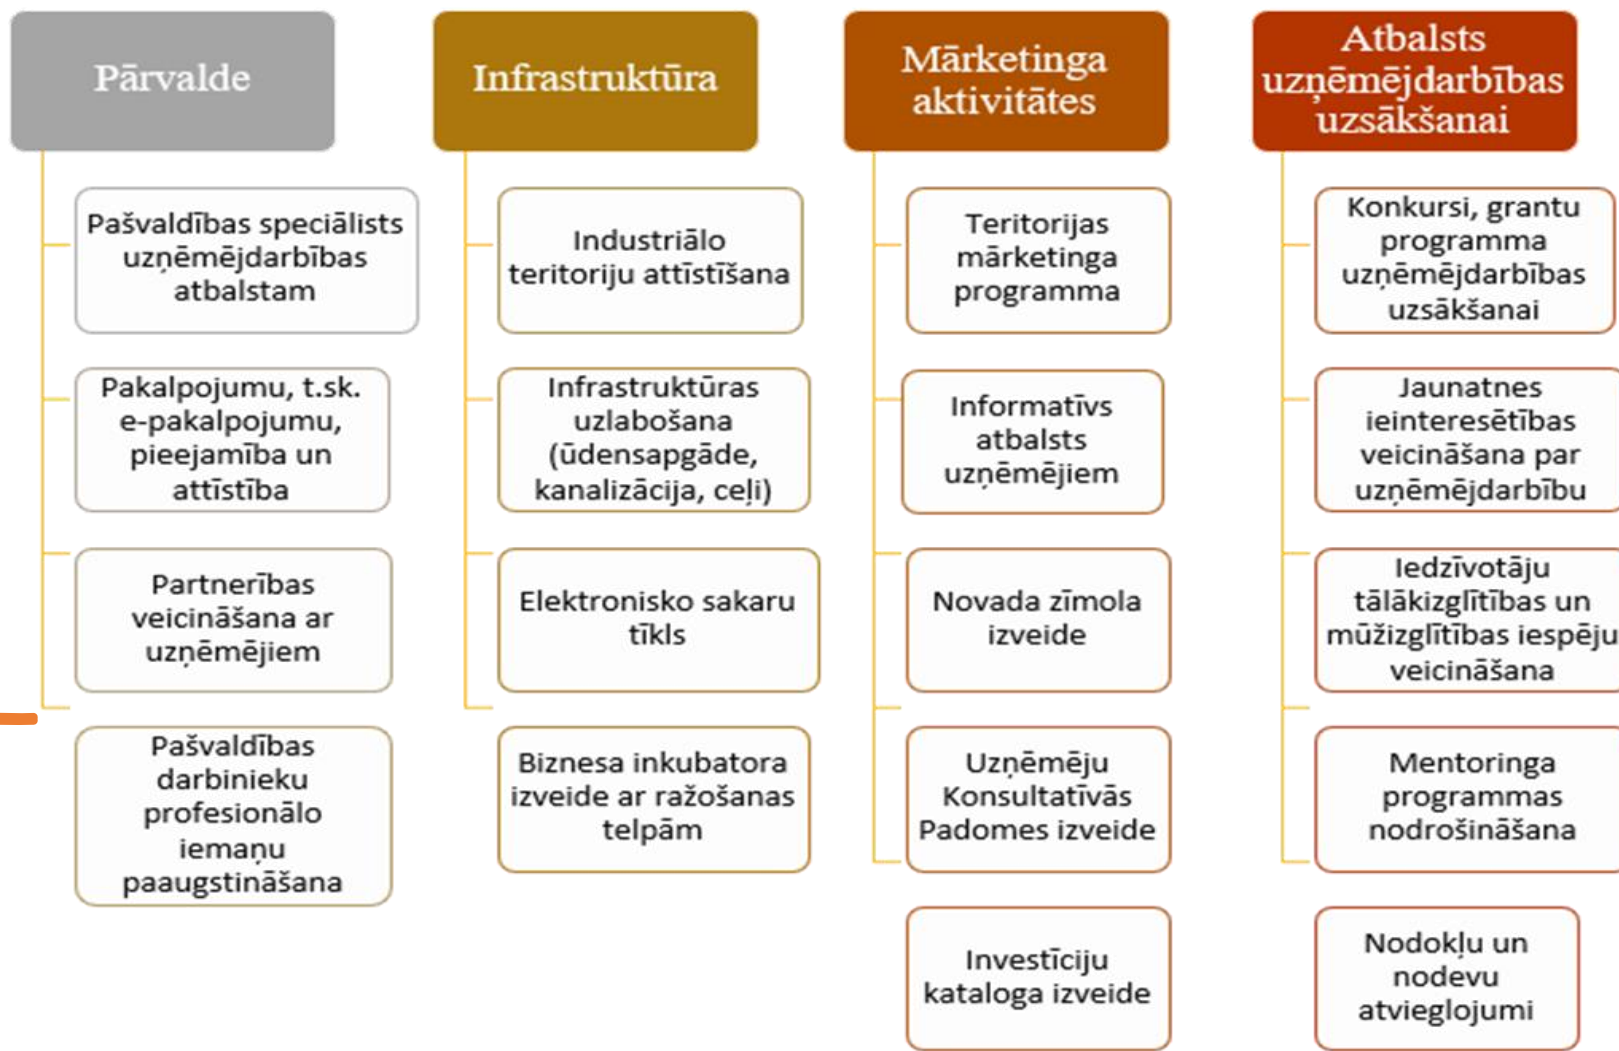 Pārvalde
Pašvaldības speciālists
uzņēmējdarbības
atbalstam
Pakalpojumu, t.sk.
e-pakalpojumu,
pieejamība un
attīstība
Partnerības
veicināšana ar
uzņēmējiem
Pašvaldības
darbinieku
profesionālo
iemaņu
paaugstināšana
Infrastruktūra
Industriālo
teritoriju attīstīšana
Infrastruktūras
uzlabošana
(ūdensapgāde,
kanalizācija, ceļi)
Elektronisko sakaru
tīkls
Biznesa inkubatora
izveide ar ražošanas
telpām
Mārketinga
aktivitātes
Teritorijas
mārketinga
programma
Informatīvs
atbalsts
uzņēmējiem
Novada zīmola
izveide
Uzņēmēju
Konsultatīvās
Padomes izveide
Investīciju
kataloga izveide
Atbalsts
uzņēmējdarbības
uzsākšanai
Konkursi, grantu
programma
uzņēmējdarbības
uzsākšanai
Jaunatnes
ieinteresētības
veicināšana par
uzņēmējdarbību
Iedzīvotāju
tālākizglītības un
mūžizglītības iespēju
veicināšana
Mentoringa
programmas
nodrošināšana
Nodokļu un
nodevu
atvieglojumi